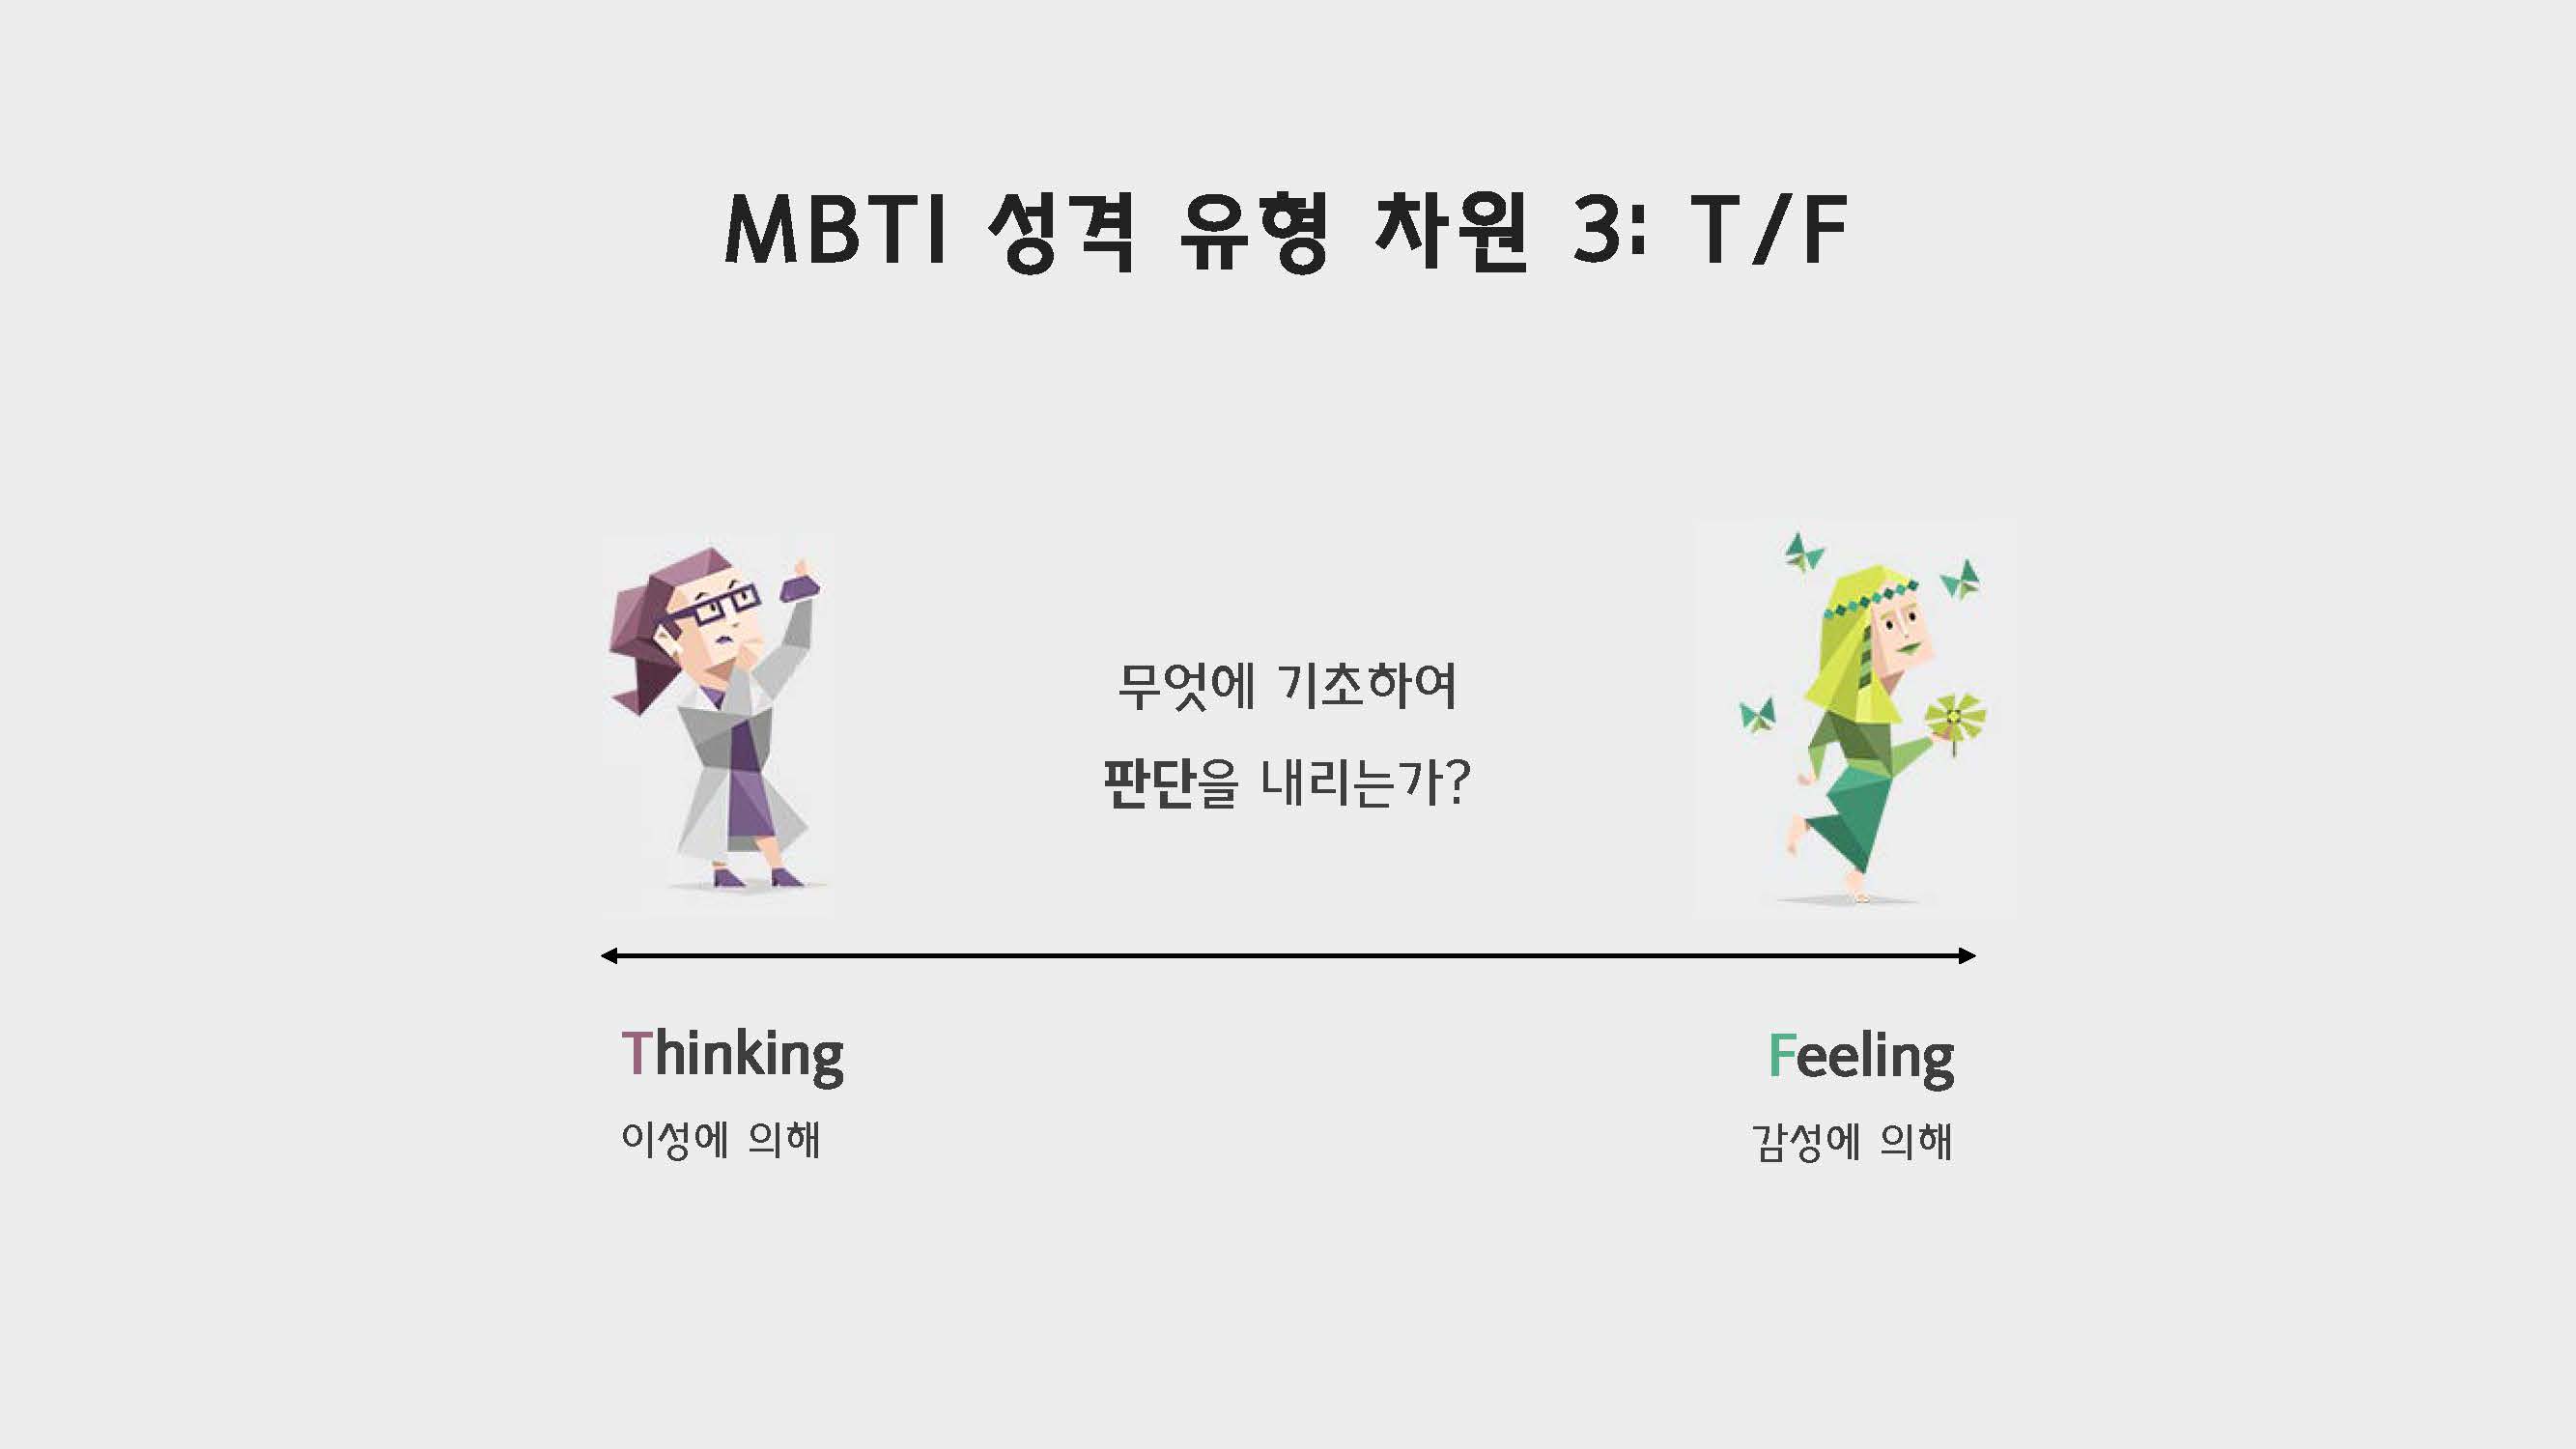 MBTI 성격 유형 차원 3: T/F
무엇에 기초하여
판단을 내리는가?
Thinking
Feeling
이성에 의해
감성에 의해